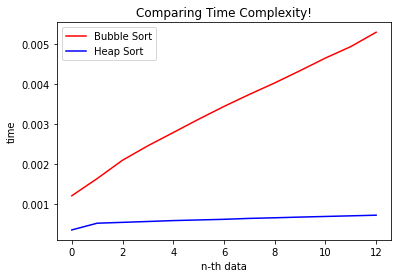 Comparing Time Complexity!
Bubble Sort
Heap Sort
0.005
0.004
0.003
0.002
0.001
time
0 2 4 6 8 10 12
n-th data